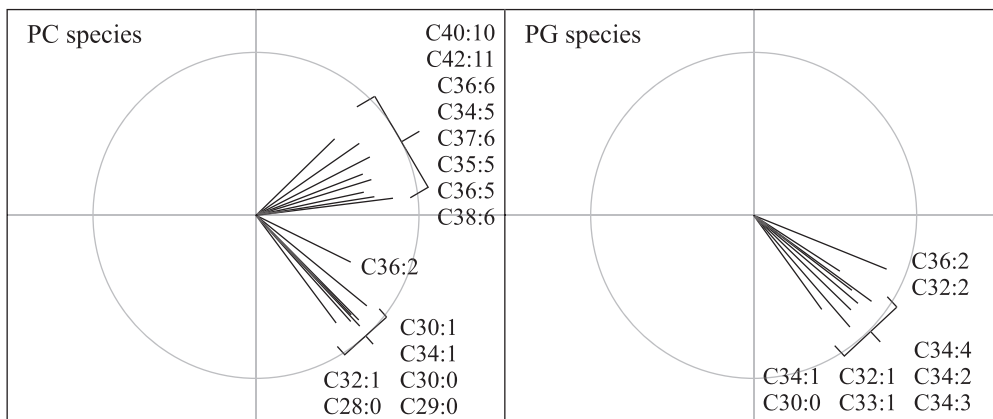 PC species
C40:10
C42:11
C36:6
C34:5
C37:6
C35:5
C36:5
C38:6
C36:2
C30:1
C34:1
C32:1 C30:0
C28:0 C29:0
PG species
C36:2
C32:2
C34:4
C34:1 C32:1 C34:2
C30:0 C33:1 C34:3